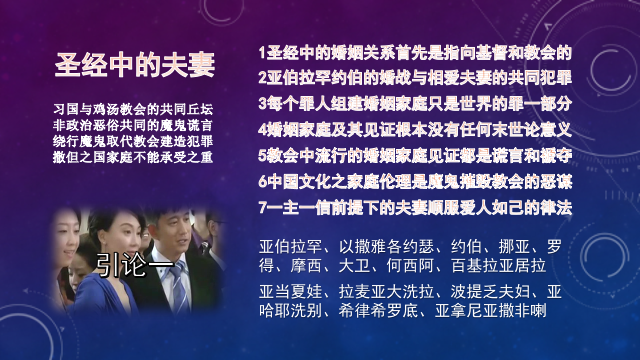 圣经中的夫妻
习国与鸡汤教会的共同丘坛
非政治恶俗共同的魔鬼谎言
绕行魔鬼取代教会建造犯罪
撒但之国家庭不能承受之重
引论一
1圣经中的婚姻关系首先是指向基督和教会的
2亚伯拉罕约伯的婚战与相爱夫妻的共同犯罪
3每个罪人组建婚姻家庭只是世界的罪一部分
4婚姻家庭及其见证根本没有任何末世论意义
5教会中流行的婚姻家庭见证都是谎言和掳夺
6中国文化之家庭伦理是魔鬼摧毁教会的恶谋
7一主一信前提下的夫妻顺服爱人如己的律法
亚伯拉罕、以撒雅各约瑟、约伯、挪亚、罗
得、摩西、大卫、何西阿、百基拉亚居拉
亚当夏娃、拉麦亚大洗拉、波提乏夫妇、亚
哈耶洗别、希律希罗底、亚拿尼亚撒非喇